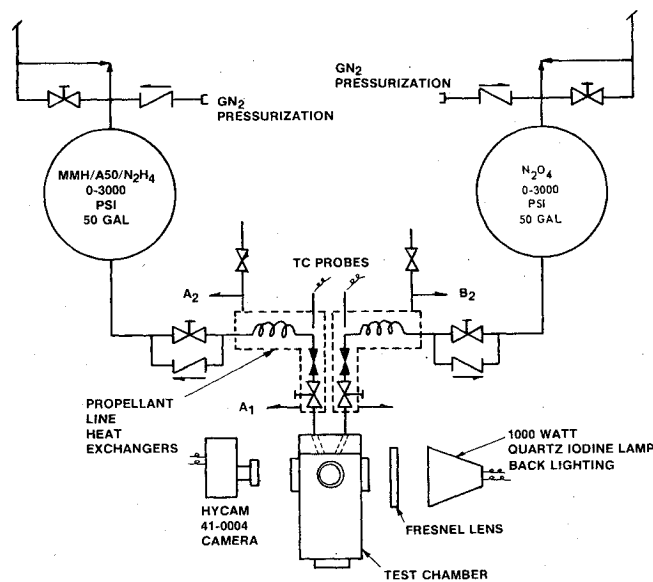 GN2
PRESSURIZATION
GN2
PRESSURIZATION
MMH/A50/N2H4
0-3000
PSI
50 GAL
N2O4
0-3000
PSI
50 GAL
TC PROBES
A2
B2
A1
PROPELLANT
LINE
HEAT
EXCHANGERS
1000 WATT
QUARTZ IODINE LAMP
BACK LIGHTING
HYCAM
41-0004
CAMERA
FRESNEL LENS
TEST CHAMBER